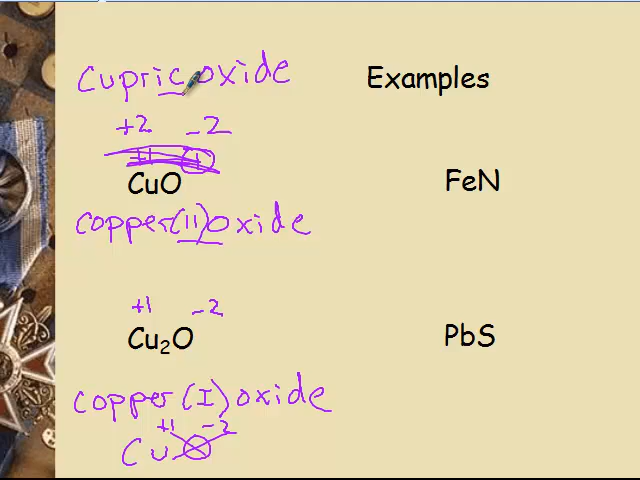 Cupric oxide
Examples
+2 -2
CuO
FeN
copper(II)oxide
+1 -2
Cu₂O
PbS
copper (I) oxide
+1 -2
CuO